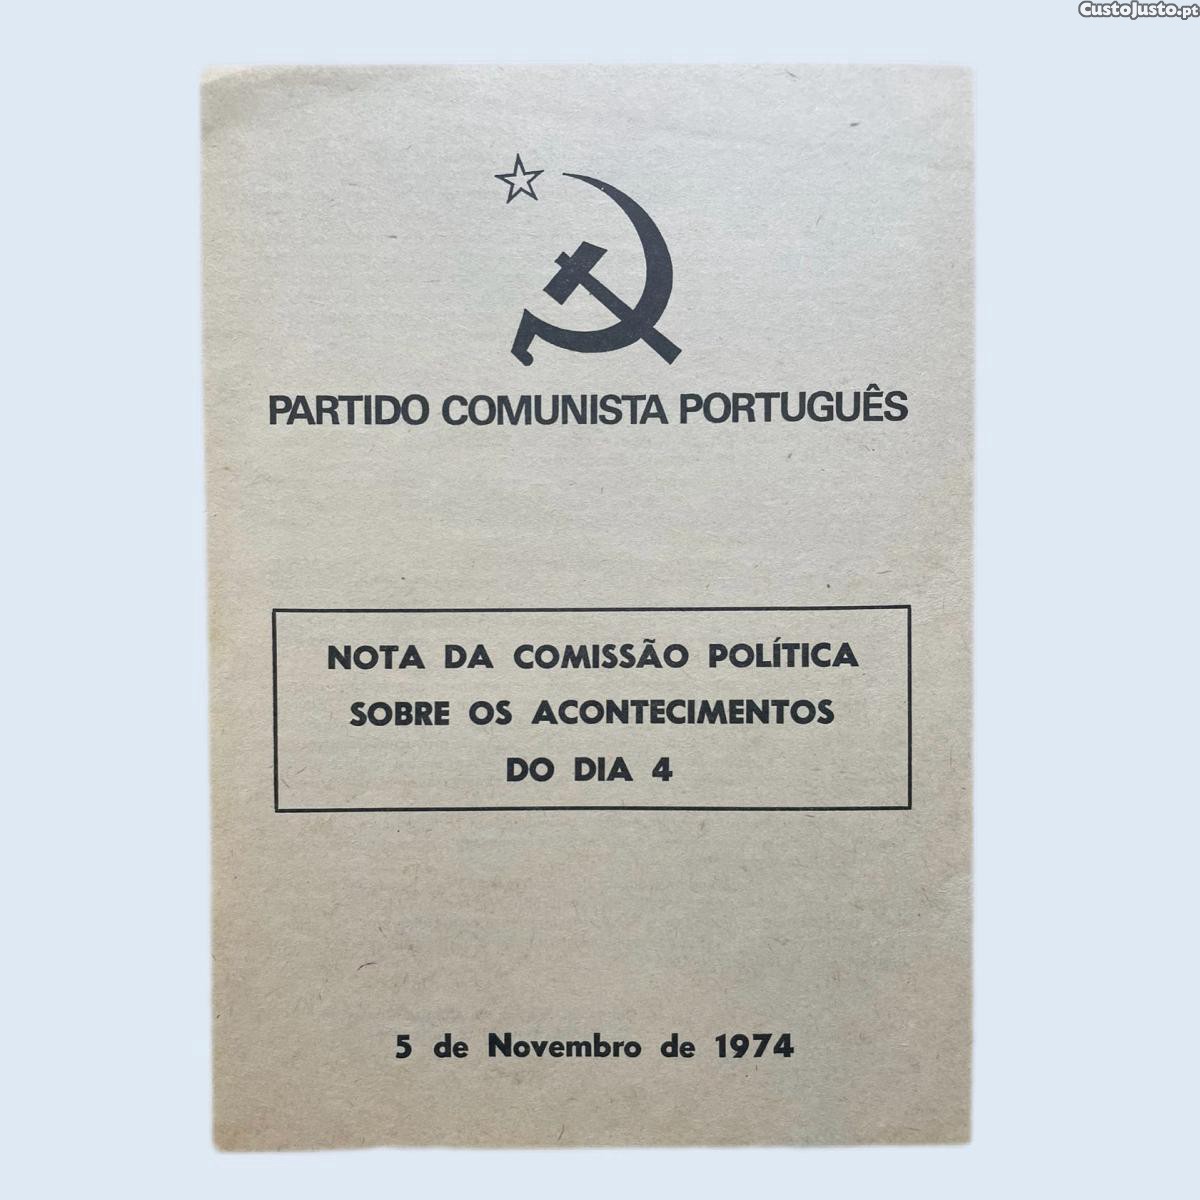 CustoJusto.pt
PARTIDO COMUNISTA PORTUGUÊS
NOTA DA COMISSÃO POLÍTICA
SOBRE OS ACONTECIMENTOS
DO DIA 4
5 de Novembro de 1974